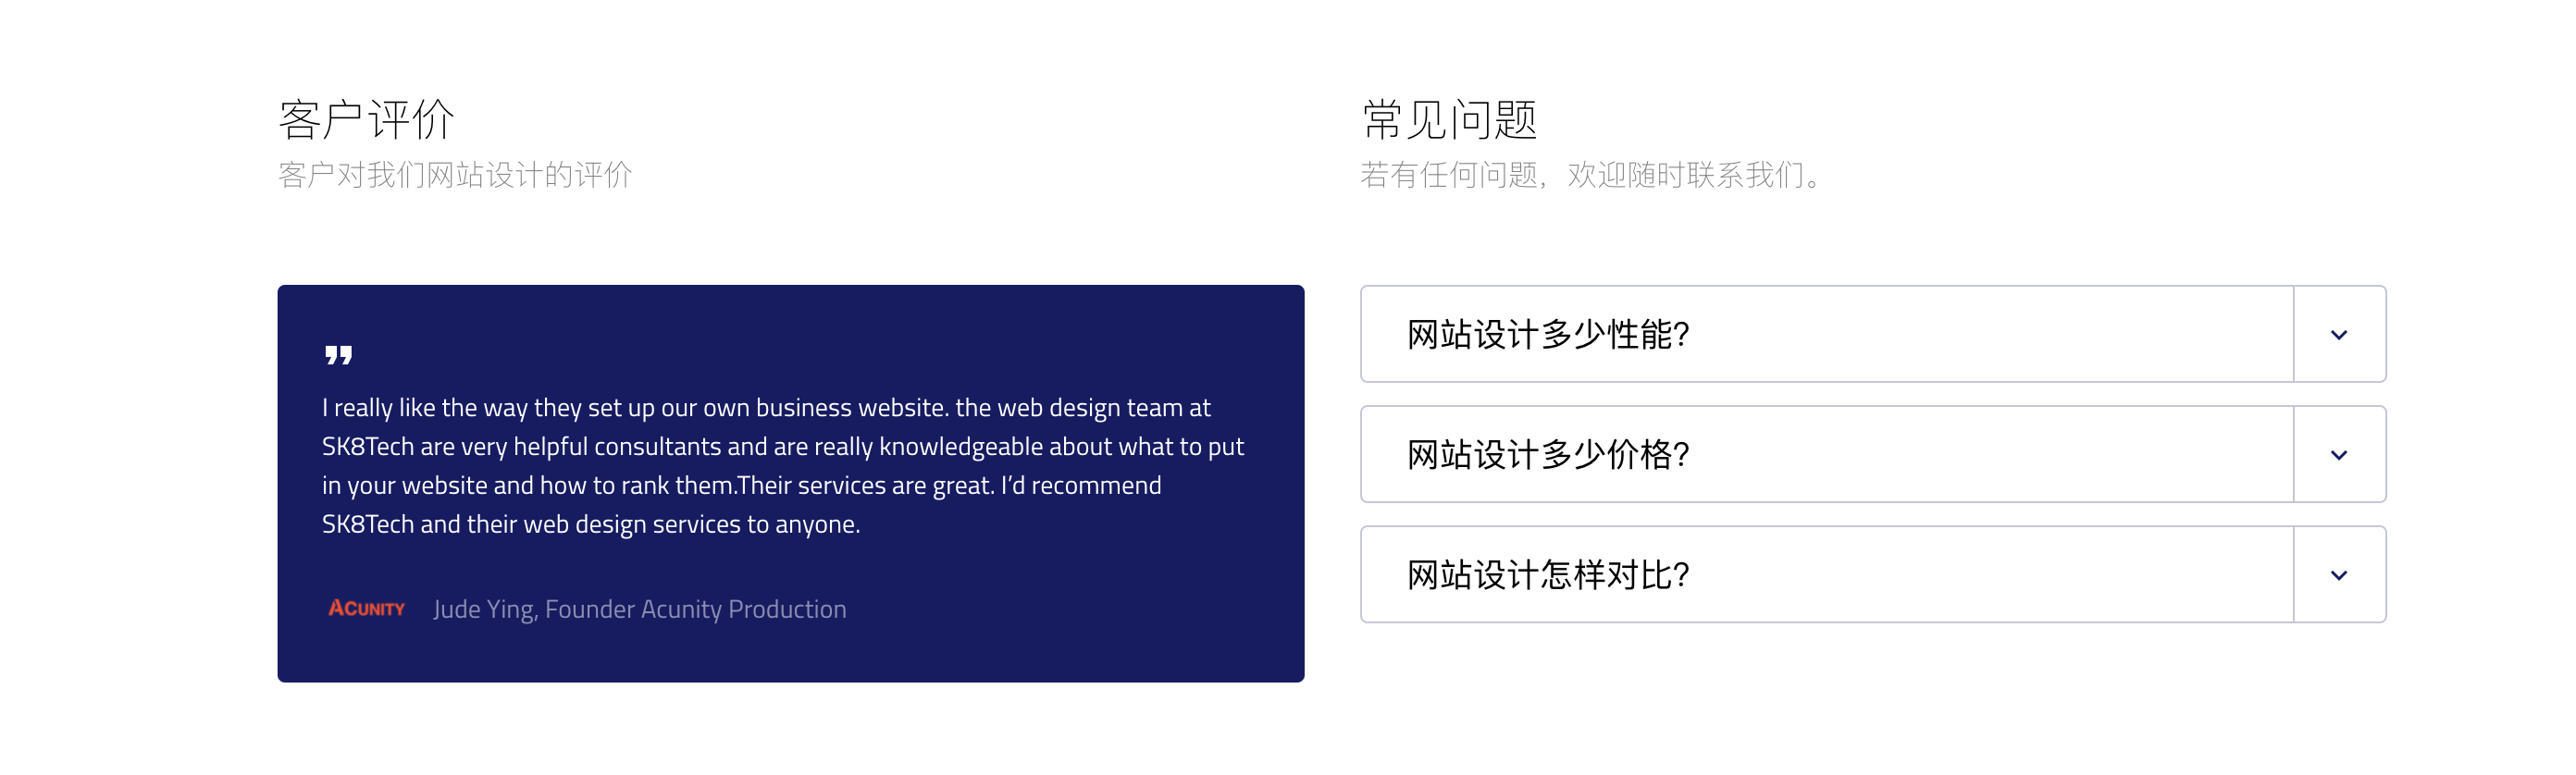 客户评价
客户对我们网站设计的评价
”
I really like the way they set up our own business website. the web design team at
SK8Tech are very helpful consultants and are really knowledgeable about what to put
in your website and how to rank them.Their services are great. I’d recommend
SK8Tech and their web design services to anyone.
ACUNITY Jude Ying, Founder Acunity Production
常见问题
若有任何问题，欢迎随时联系我们。
网站设计多少性能?
网站设计多少价格?
网站设计怎样对比?